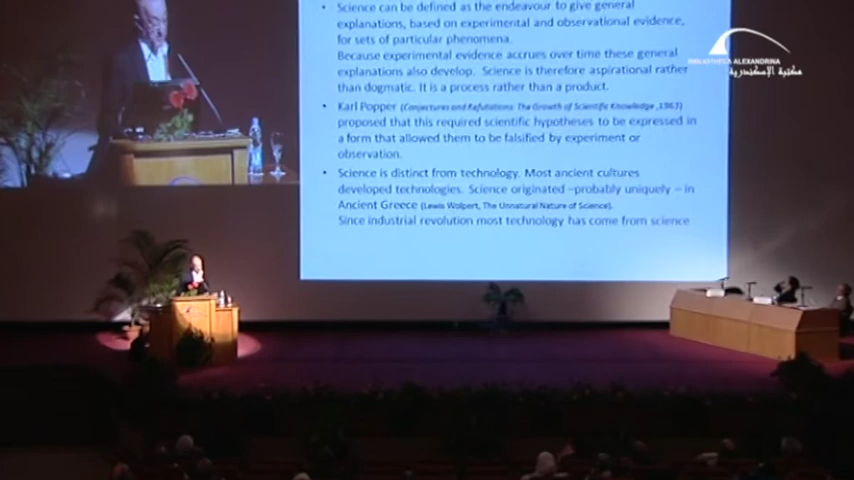 • Science can be defined as the endeavour to give general
explanations, based on experimental and observational evidence,
for sets of particular phenomena.
Because experimental evidence accrues over time these general
explanations also develop. Science is therefore aspirational rather
than dogmatic. It is a process rather than a product.
• Karl Popper (Conjectures and Refutations: The Growth of Scientific Knowledge ,1963)
proposed that this required scientific hypotheses to be expressed in
a form that allowed them to be falsified by experiment or
observation.
• Science is distinct from technology. Most ancient cultures
developed technologies. Science originated –probably uniquely – in
Ancient Greece (Lewis Wolpert, The Unnatural Nature of Science).
Since industrial revolution most technology has come from science
BIBLIOTHECA ALEXANDRINA
مكتبة الإسكندرية